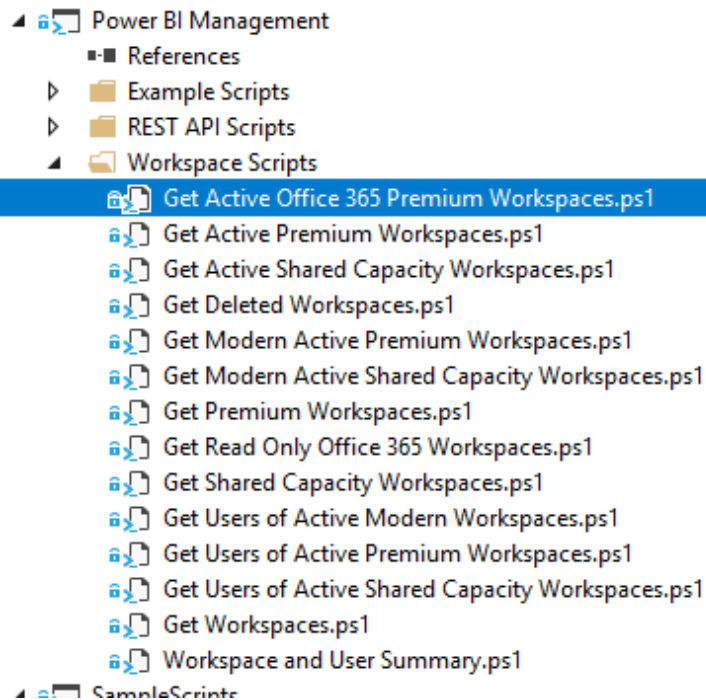 Power BI Management
References
Example Scripts
REST API Scripts
Workspace Scripts
Get Active Office 365 Premium Workspaces.ps1
Get Active Premium Workspaces.ps1
Get Active Shared Capacity Workspaces.ps1
Get Deleted Workspaces.ps1
Get Modern Active Premium Workspaces.ps1
Get Modern Active Shared Capacity Workspaces.ps1
Get Premium Workspaces.ps1
Get Read Only Office 365 Workspaces.ps1
Get Shared Capacity Workspaces.ps1
Get Users of Active Modern Workspaces.ps1
Get Users of Active Premium Workspaces.ps1
Get Users of Active Shared Capacity Workspaces.ps1
Get Workspaces.ps1
Workspace and User Summary.ps1
SampleScripts